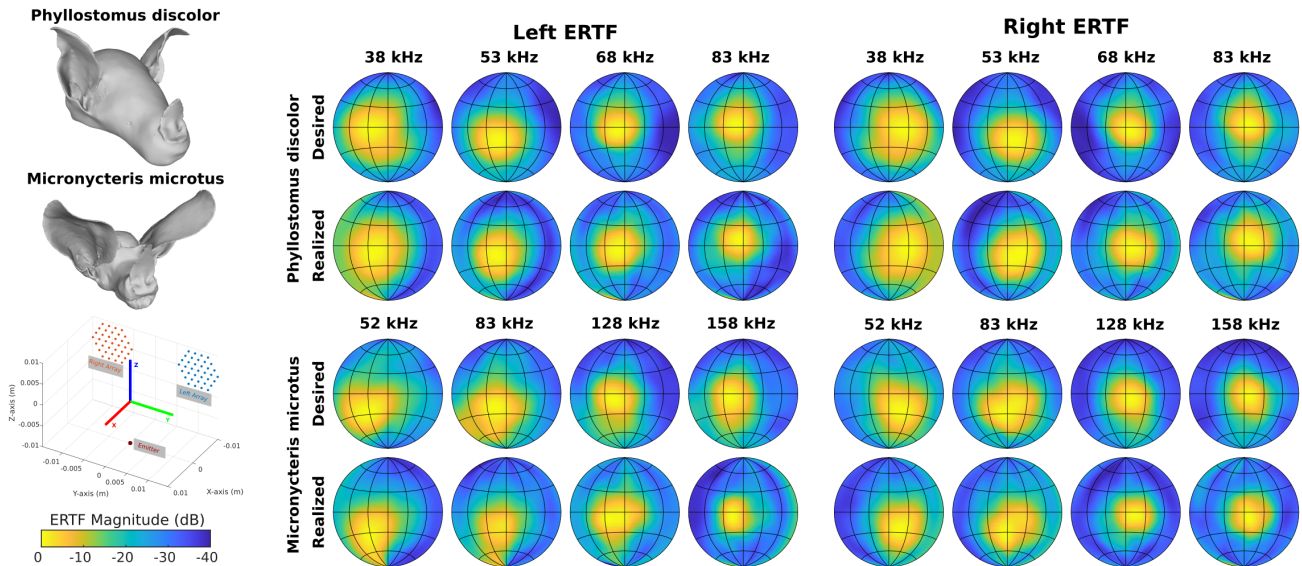 Phyllostomus discolor
Micronycteris microtus
0.01
0.005
0
-0.005
-0.01
Z-axis (m)
Right Array
Left Array
Emitter
Z
Y
X
-0.01
-0.005
0
0.005
0.01
Y-axis (m)
-0.01
0
0.01
X-axis (m)
ERTF Magnitude (dB)
0 -10 -20 -30 -40
Left ERTF Right ERTF
38 kHz 53 kHz 68 kHz 83 kHz 38 kHz 53 kHz 68 kHz 83 kHz
Phyllostomus discolor
Desired
Realized
52 kHz 83 kHz 128 kHz 158 kHz 52 kHz 83 kHz 128 kHz 158 kHz
Micronycteris microtus
Desired
Realized